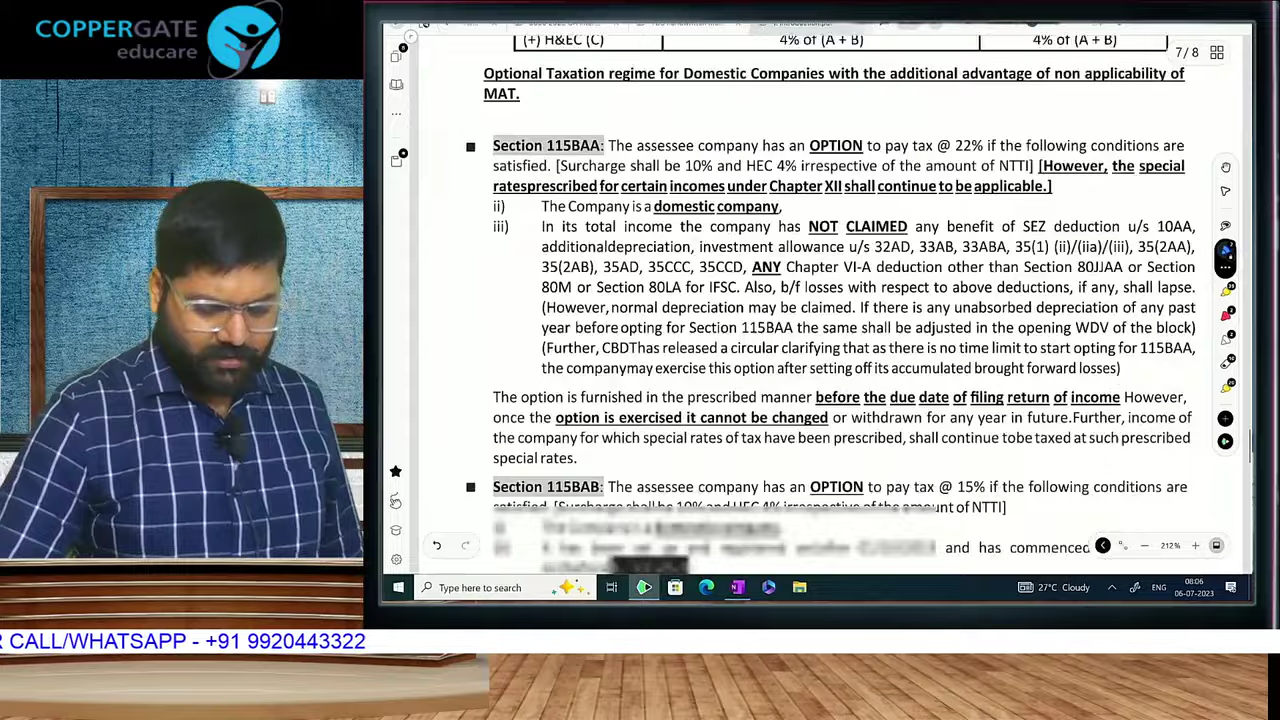 COPPERGATE
educare
(+) H&EC (C) 4% of (A + B) 4% of (A + B)
7/8
Optional Taxation regime for Domestic Companies with the additional advantage of non applicability of
MAT.
Section 115BAA: The assessee company has an OPTION to pay tax @ 22% if the following conditions are
satisfied. [Surcharge shall be 10% and HEC 4% irrespective of the amount of NTTI] [However, the special
ratesprescribed for certain incomes under Chapter XII shall continue to be applicable.]
ii) The Company is a domestic company,
iii) In its total income the company has NOT CLAIMED any benefit of SEZ deduction u/s 10AA,
additionaldepreciation, investment allowance u/s 32AD, 33AB, 33ABA, 35(1) (ii)/(iia)/(iii), 35(2AA),
35(2AB), 35AD, 35CCC, 35CCD, ANY Chapter VI-A deduction other than Section 80JJAA or Section
80M or Section 80LA for IFSC. Also, b/f losses with respect to above deductions, if any, shall lapse.
(However, normal depreciation may be claimed. If there is any unabsorbed depreciation of any past
year before opting for Section 115BAA the same shall be adjusted in the opening WDV of the block)
(Further, CBDThas released a circular clarifying that as there is no time limit to start opting for 115BAA,
the companymay exercise this option after setting off its accumulated brought forward losses)
The option is furnished in the prescribed manner before the due date of filing return of income However,
once the option is exercised it cannot be changed or withdrawn for any year in future.Further, income of
the company for which special rates of tax have been prescribed, shall continue tobe taxed at such prescribed
special rates.
Section 115BAB: The assessee company has an OPTION to pay tax @ 15% if the following conditions are
satisfied. [Surcharge shall be 10% and HEC 4% irrespective of the amount of NTTI]
and has commenced
212%
Type here to search
27°C Cloudy
ENG
08:06
06-07-2023
R CALL/WHATSAPP - +91 9920443322